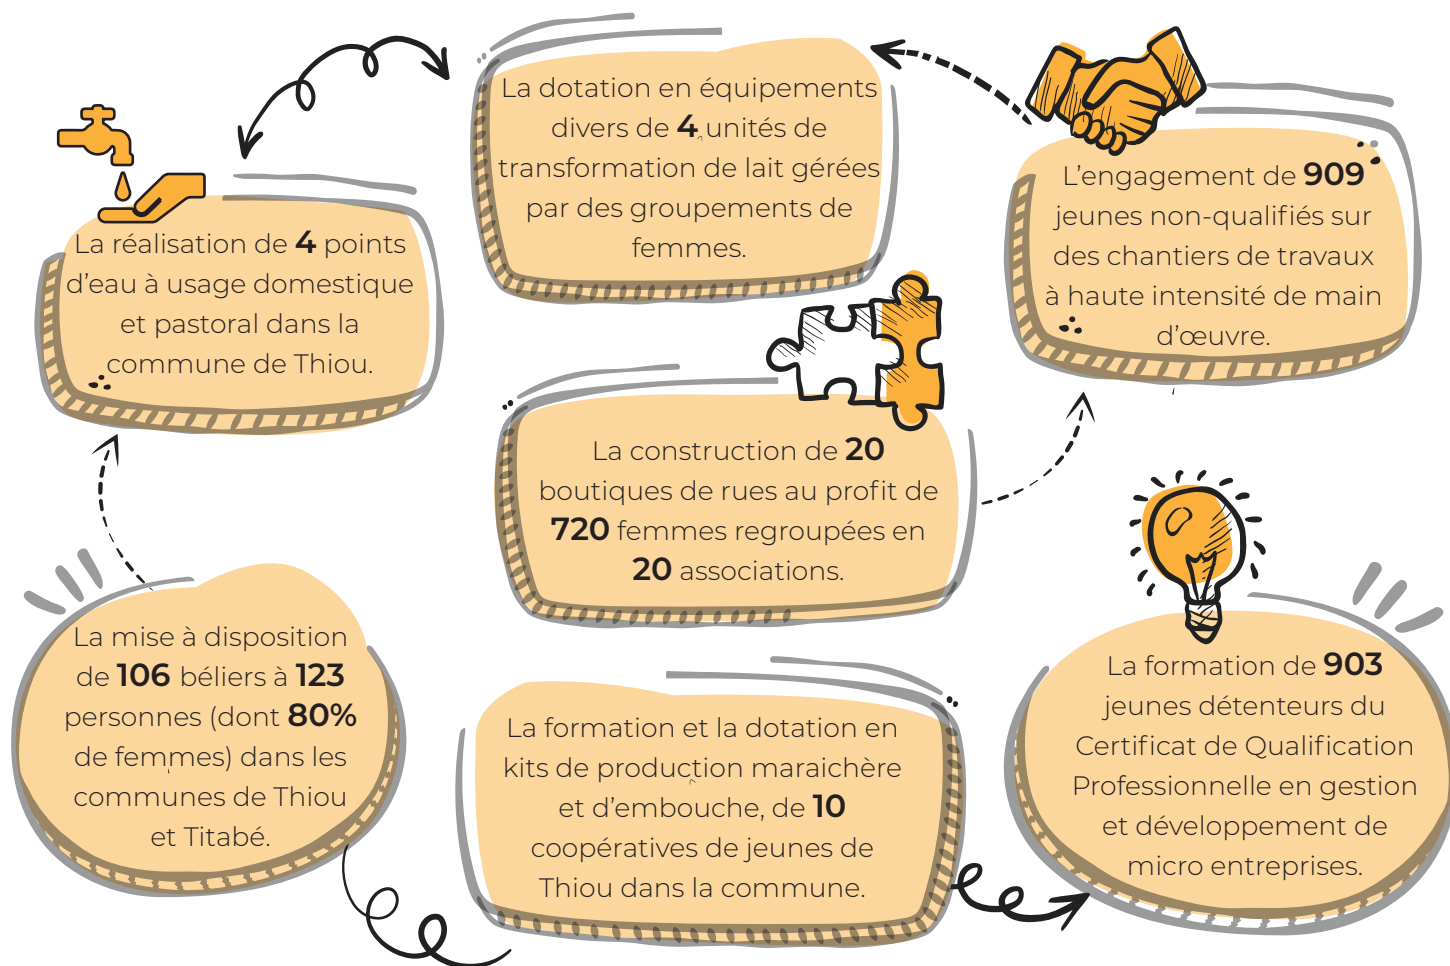 La dotation en équipements
divers de 4 unités de
transformation de lait gérées
par des groupements de
femmes.
La réalisation de 4 points
d'eau à usage domestique
et pastoral dans la
commune de Thiou.
L'engagement de 909
jeunes non-qualifiés sur
des chantiers de travaux
à haute intensité de main
d'œuvre.
La construction de 20
boutiques de rues au profit de
720 femmes regroupées en
20 associations.
La mise à disposition
de 106 béliers à 123
personnes (dont 80%
de femmes) dans les
communes de Thiou
et Titabé.
La formation et la dotation en
kits de production maraichère
et d'embouche, de 10
coopératives de jeunes de
Thiou dans la commune.
La formation de 903
jeunes détenteurs du
Certificat de Qualification
Professionnelle en gestion
et développement de
micro entreprises.